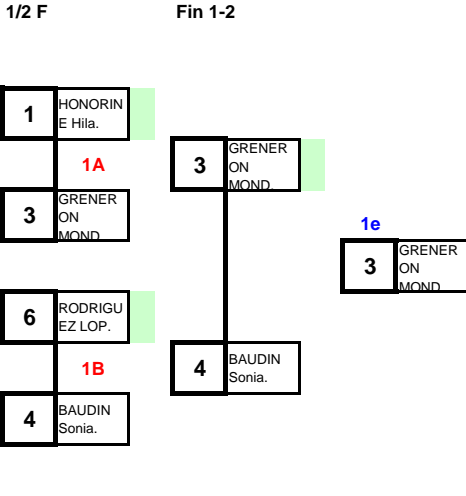 1/2 F
Fin 1-2
1
HONORIN
E Hila.
1A
3
GRENER
ON
MOND.
6
RODRIGU
EZ LOP.
1B
4
BAUDIN
Sonia.
3
GRENER
ON
MOND.
4
BAUDIN
Sonia.
1e
3
GRENER
ON
MOND.